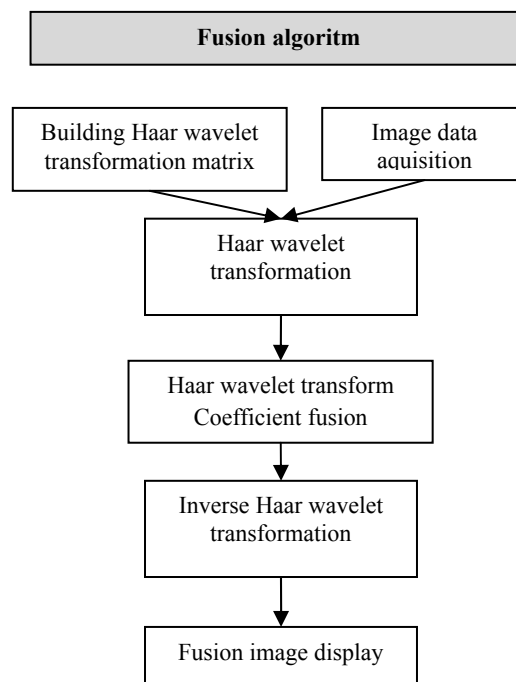 Fusion algoritm
Building Haar wavelet
transformation matrix
Image data
aquisition
Haar wavelet
transformation
Haar wavelet transform
Coefficient fusion
Inverse Haar wavelet
transformation
Fusion image display